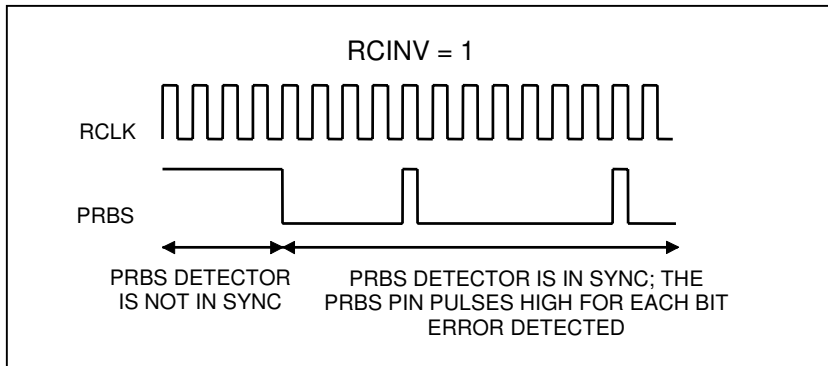 RCINV = 1
RCLK
PRBS
PRBS DETECTOR
IS NOT IN SYNC
PRBS DETECTOR IS IN SYNC; THE
PRBS PIN PULSES HIGH FOR EACH BIT
ERROR DETECTED